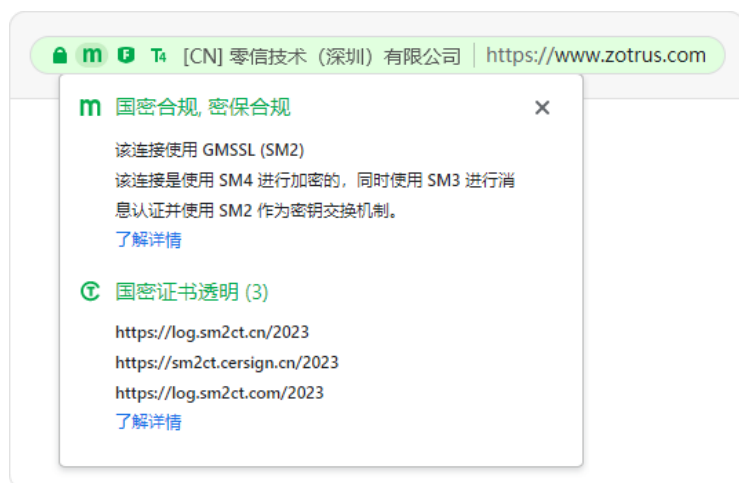 m T4 [CN] 零信技术（深圳）有限公司 https://www.zotrus.com
m 国密合规, 密保合规
该连接使用 GMSSL (SM2)
该连接是使用 SM4 进行加密的，同时使用 SM3 进行消
息认证并使用 SM2 作为密钥交换机制。
了解详情
国密证书透明 (3)
https://log.sm2ct.cn/2023
https://sm2ct.cersign.cn/2023
https://log.sm2ct.com/2023
了解详情